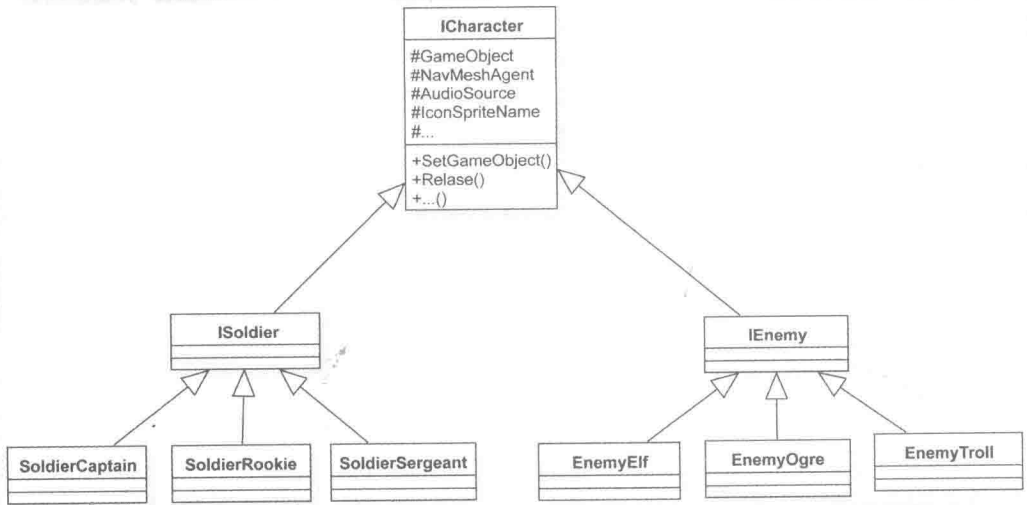 ICharacter
#GameObject
#NavMeshAgent
#AudioSource
#IconSpriteName
#...
+SetGameObject()
+Relase()
+...()
ISoldier
IEnemy
SoldierCaptain
SoldierRookie
SoldierSergeant
EnemyElf
EnemyOgre
EnemyTroll